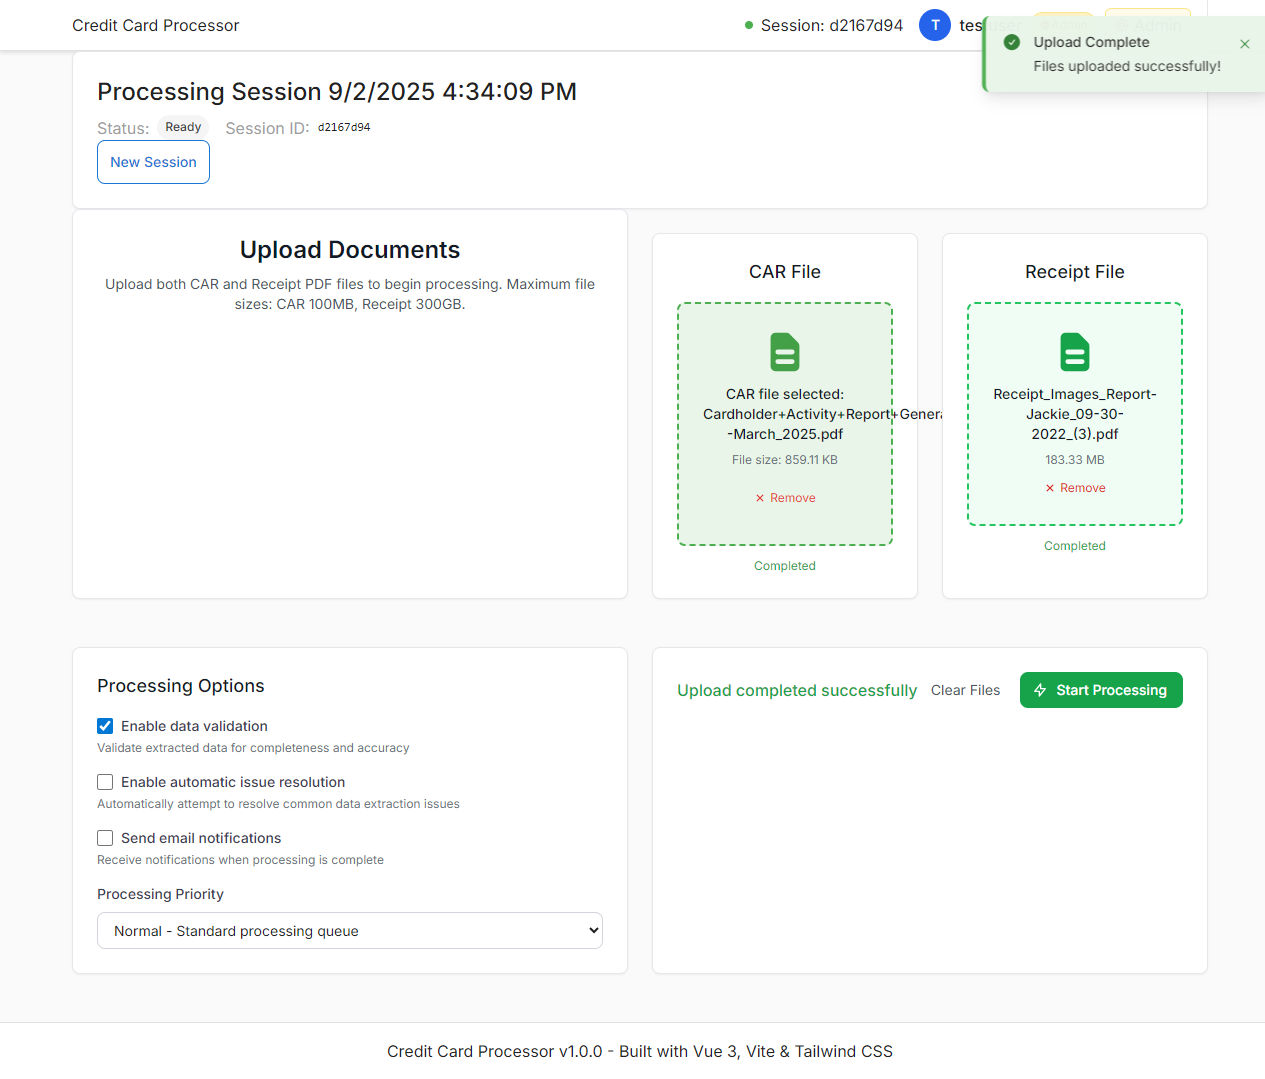 Credit Card Processor
Session: d2167d94
T
Admin
Upload Complete
Files uploaded successfully!
Processing Session 9/2/2025 4:34:09 PM
Status: Ready Session ID: d2167d94
New Session
Upload Documents
Upload both CAR and Receipt PDF files to begin processing. Maximum file
sizes: CAR 100MB, Receipt 300GB.
CAR File
CAR file selected:
Cardholder+Activity+Report+Genera
-March_2025.pdf
File size: 859.11 KB
× Remove
Completed
Receipt File
Receipt_Images_Report-
Jackie_09-30-
2022_(3).pdf
183.33 MB
× Remove
Completed
Processing Options
Enable data validation
Validate extracted data for completeness and accuracy
Enable automatic issue resolution
Automatically attempt to resolve common data extraction issues
Send email notifications
Receive notifications when processing is complete
Processing Priority
Normal - Standard processing queue
Upload completed successfully
Clear Files
Start Processing
Credit Card Processor v1.0.0 - Built with Vue 3, Vite & Tailwind CSS